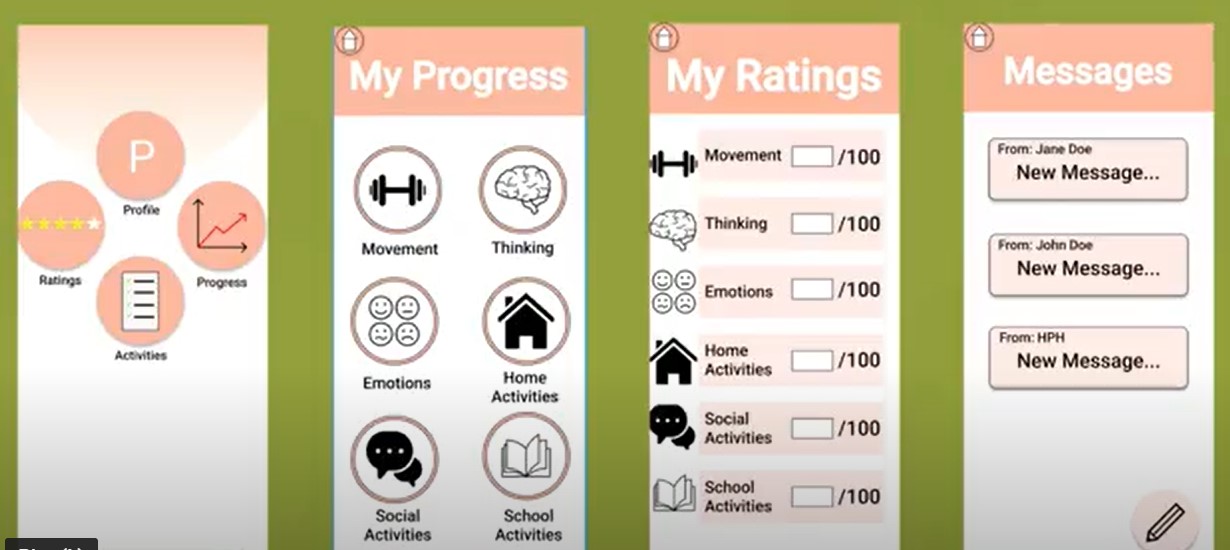 P
Profile
Ratings
Progress
Activities
My Progress
Movement
Thinking
Emotions
Home
Activities
Social
Activities
School
Activities
My Ratings
Movement /100
Thinking /100
Emotions /100
Home
Activities /100
Social
Activities /100
School
Activities /100
Messages
From: Jane Doe
New Message...
From: John Doe
New Message...
From: HPH
New Message...